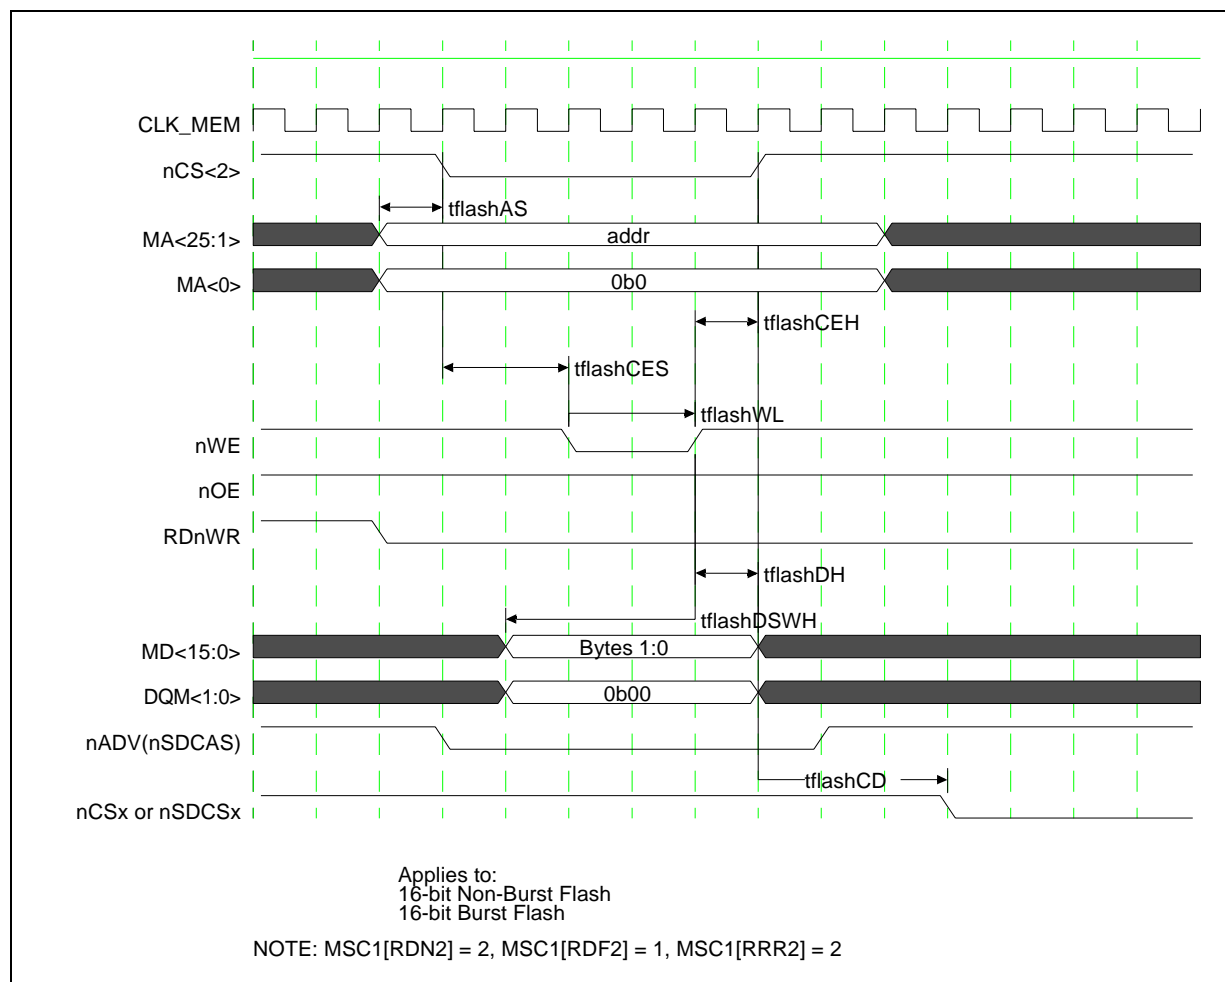 CLK_MEM
nCS<2>
tflashAS
MA<25:1>
addr
MA<0>
0b0
tflashCEH
tflashCES
tflashWL
nWE
nOE
RDnWR
tflashDH
tflashDSWH
MD<15:0>
Bytes 1:0
DQM<1:0>
0b00
nADV(nSDCAS)
tflashCD
nCSx or nSDCSx
Applies to:
16-bit Non-Burst Flash
16-bit Burst Flash
NOTE: MSC1[RDN2] = 2, MSC1[RDF2] = 1, MSC1[RRR2] = 2